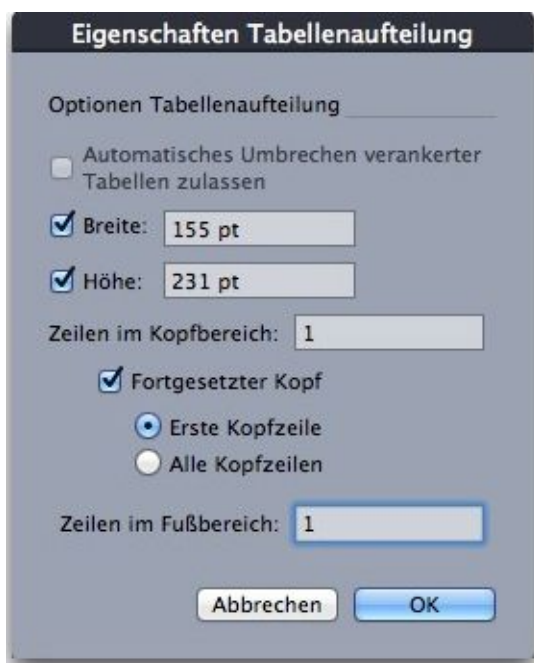 Eigenschaften Tabellenaufteilung
Optionen Tabellenaufteilung
Automatisches Umbrechen verankerter
Tabellen zulassen
Breite: 155 pt
Höhe: 231 pt
Zeilen im Kopfbereich: 1
Fortgesetzter Kopf
Erste Kopfzeile
Alle Kopfzeilen
Zeilen im Fußbereich: 1
Abbrechen OK